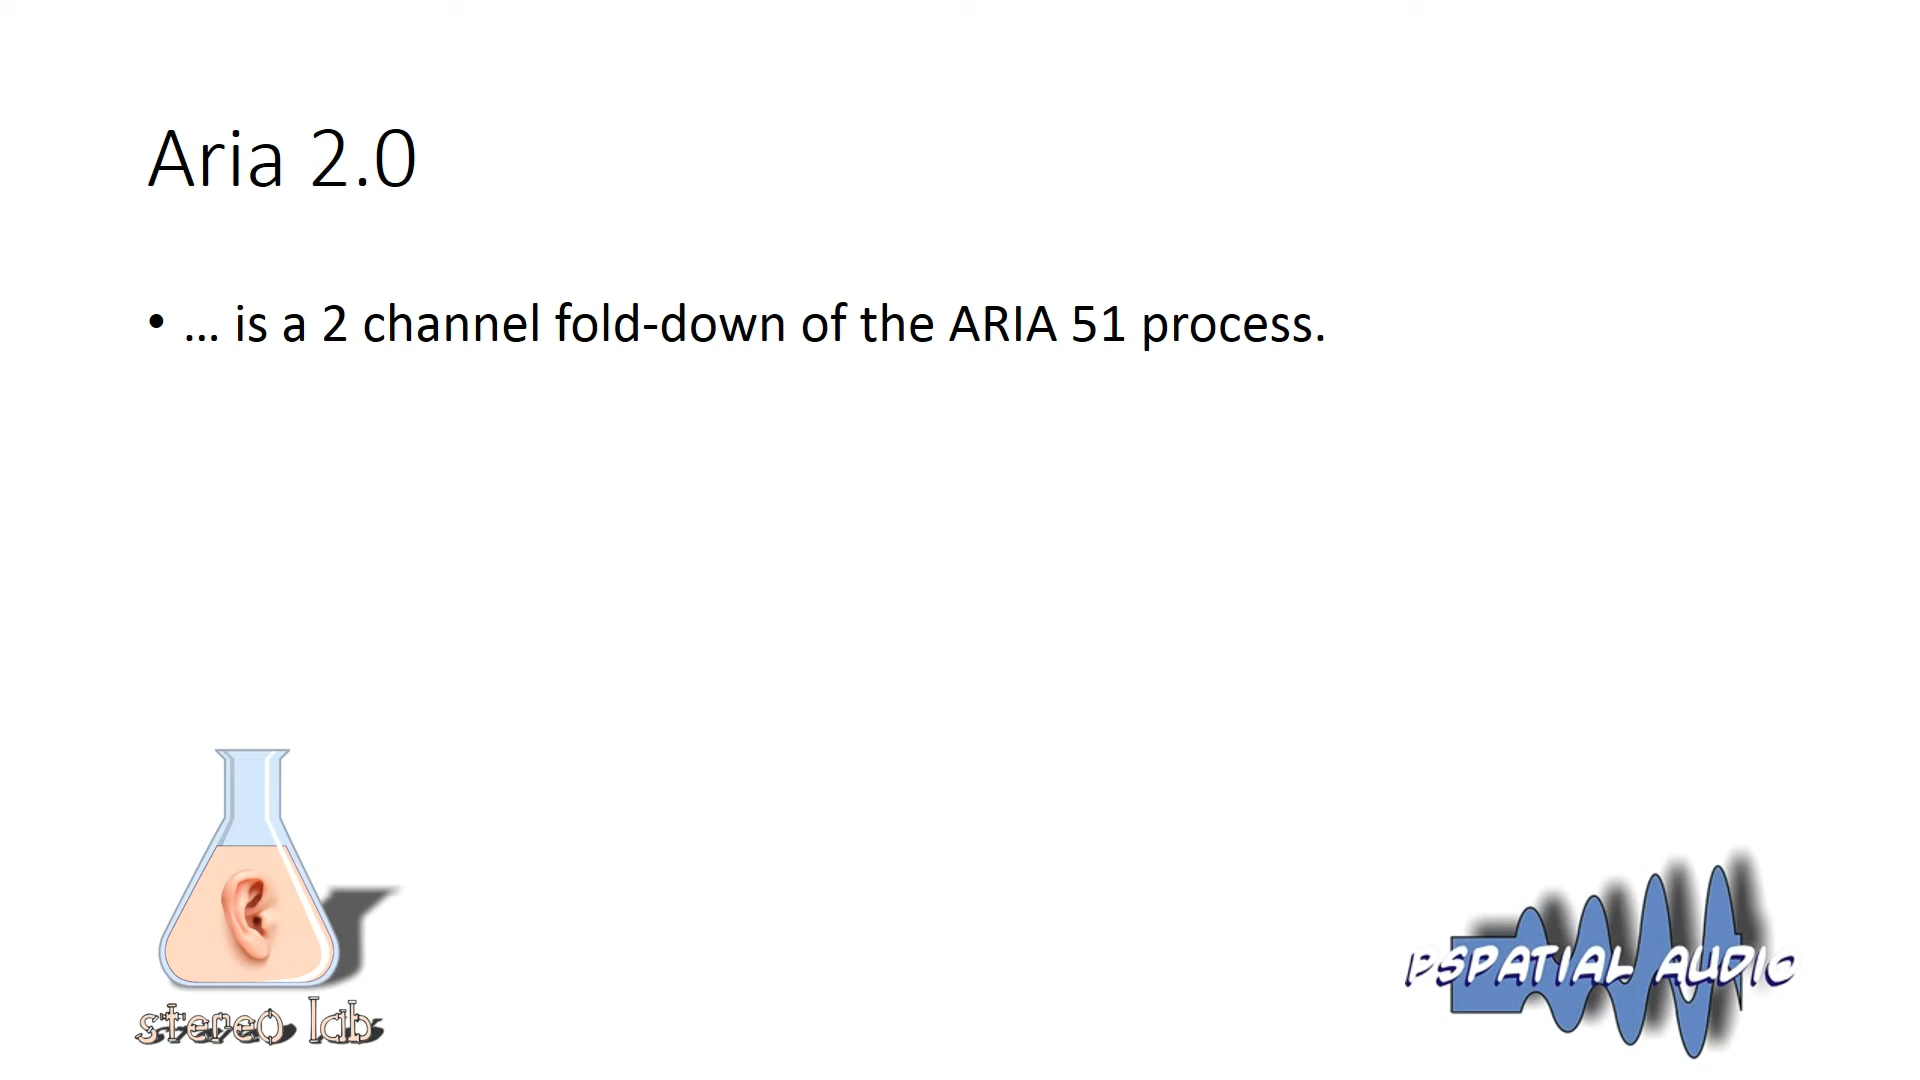 Aria 2.0
• ... is a 2 channel fold-down of the ARIA 51 process.
stereo lab
PSPATIAL AUDIO